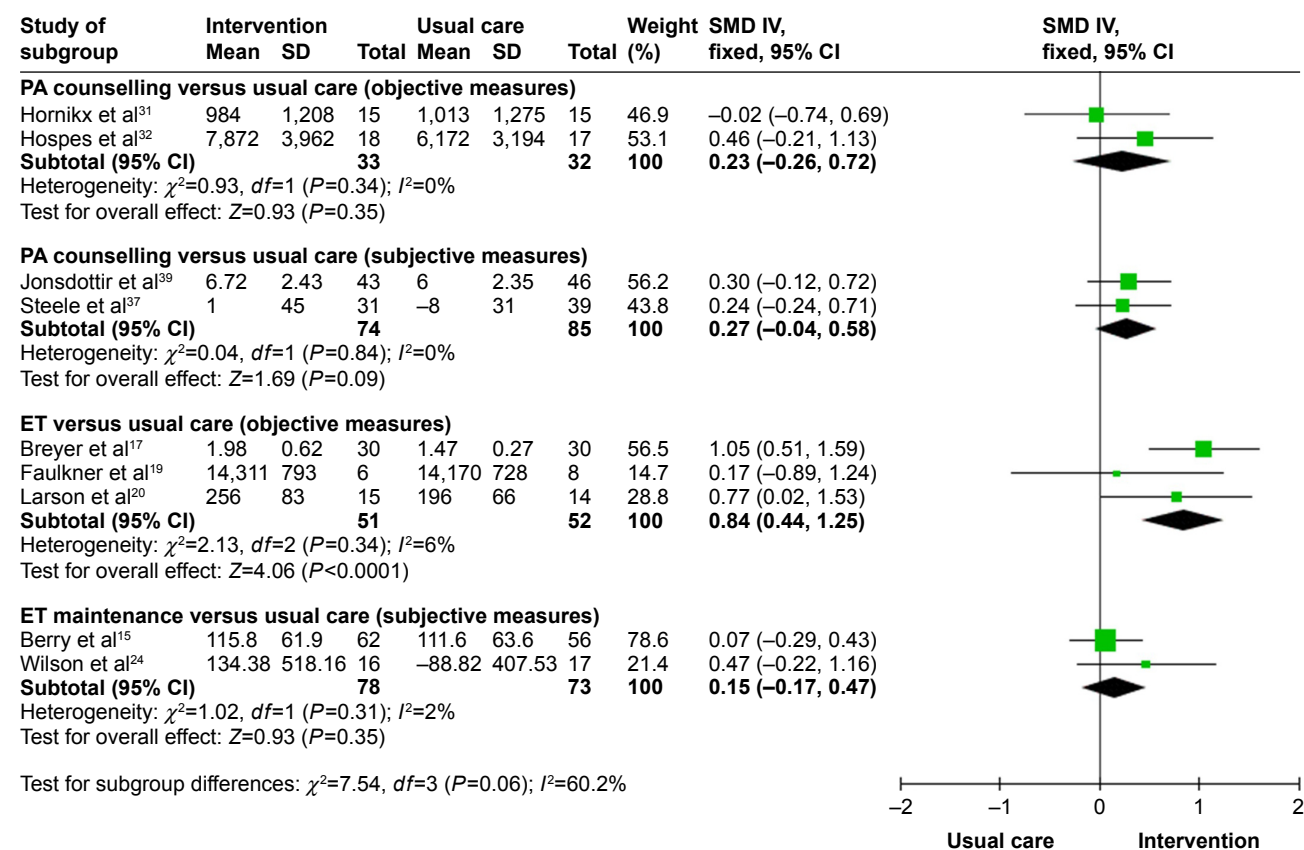 Study of Intervention Usual care Weight SMD IV, SMD IV,
subgroup Mean SD Total Mean SD Total (%) fixed, 95% CI fixed, 95% CI
PA counselling versus usual care (objective measures)
Hornikx et al³¹ 984 1,208 15 1,013 1,275 15 46.9 –0.02 (–0.74, 0.69)
Hospes et al³² 7,872 3,962 18 6,172 3,194 17 53.1 0.46 (–0.21, 1.13)
Subtotal (95% CI) 33 32 100 0.23 (–0.26, 0.72)
Heterogeneity: χ²=0.93, df=1 (P=0.34); I²=0%
Test for overall effect: Z=0.93 (P=0.35)
PA counselling versus usual care (subjective measures)
Jonsdottir et al³⁹ 6.72 2.43 43 6 2.35 46 56.2 0.30 (–0.12, 0.72)
Steele et al³⁷ 1 45 31 –8 31 39 43.8 0.24 (–0.24, 0.71)
Subtotal (95% CI) 74 85 100 0.27 (–0.04, 0.58)
Heterogeneity: χ²=0.04, df=1 (P=0.84); I²=0%
Test for overall effect: Z=1.69 (P=0.09)
ET versus usual care (objective measures)
Breyer et al¹⁷ 1.98 0.62 30 1.47 0.27 30 56.5 1.05 (0.51, 1.59)
Faulkner et al¹⁹ 14,311 793 6 14,170 728 8 14.7 0.17 (–0.89, 1.24)
Larson et al²⁰ 256 83 15 196 66 14 28.8 0.77 (0.02, 1.53)
Subtotal (95% CI) 51 52 100 0.84 (0.44, 1.25)
Heterogeneity: χ²=2.13, df=2 (P=0.34); I²=6%
Test for overall effect: Z=4.06 (P<0.0001)
ET maintenance versus usual care (subjective measures)
Berry et al¹⁵ 115.8 61.9 62 111.6 63.6 56 78.6 0.07 (–0.29, 0.43)
Wilson et al²⁴ 134.38 518.16 16 –88.82 407.53 17 21.4 0.47 (–0.22, 1.16)
Subtotal (95% CI) 78 73 100 0.15 (–0.17, 0.47)
Heterogeneity: χ²=1.02, df=1 (P=0.31); I²=2%
Test for overall effect: Z=0.93 (P=0.35)
Test for subgroup differences: χ²=7.54, df=3 (P=0.06); I²=60.2%
–2 –1 0 1 2
Usual care Intervention